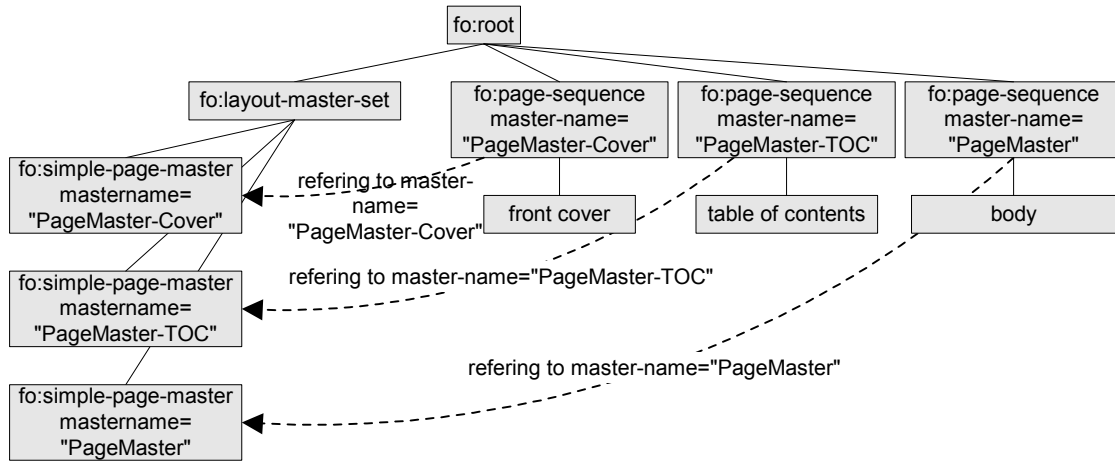 fo:root
fo:layout-master-set
fo:page-sequence
master-name=
"PageMaster-Cover"
fo:page-sequence
master-name=
"PageMaster-TOC"
fo:page-sequence
master-name=
"PageMaster"
fo:simple-page-master
mastername=
"PageMaster-Cover"
refering to master-
name=
"PageMaster-Cover"
front cover
table of contents
body
fo:simple-page-master
mastername=
"PageMaster-TOC"
refering to master-name="PageMaster-TOC"
refering to master-name="PageMaster"
fo:simple-page-master
mastername=
"PageMaster"